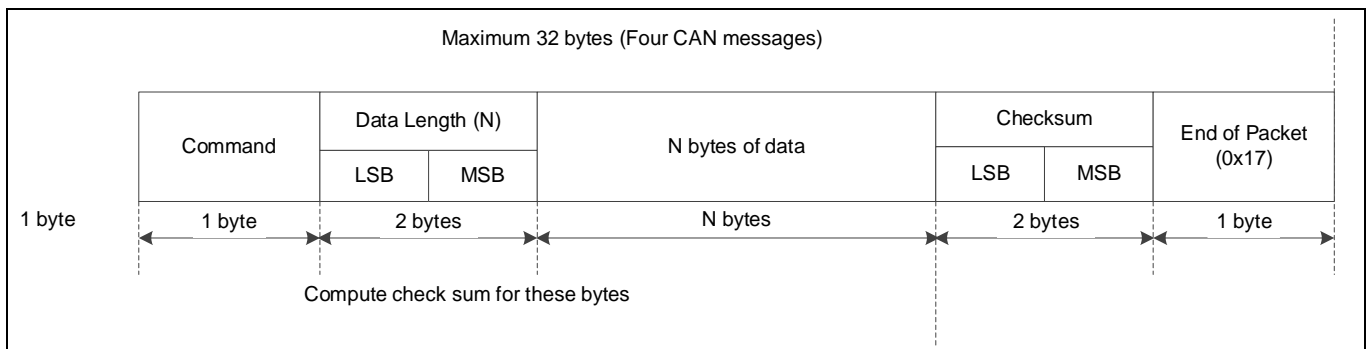 Maximum 32 bytes (Four CAN messages)
Command
Data Length (N)
LSB
MSB
N bytes of data
Checksum
LSB
MSB
End of Packet
(0x17)
1 byte
1 byte
2 bytes
N bytes
2 bytes
1 byte
Compute check sum for these bytes